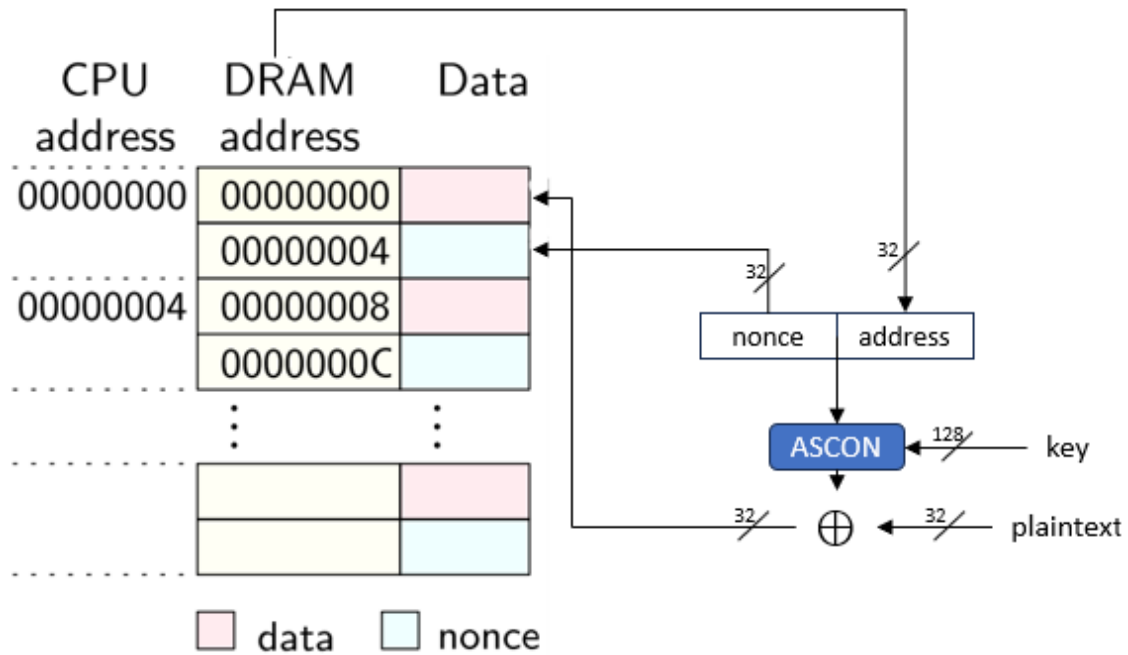 CPU DRAM Data
address address
00000000 00000000
00000004
32 32
00000004 00000008
nonce address
0000000C
ASCON 128 key
32 32 plaintext
data nonce